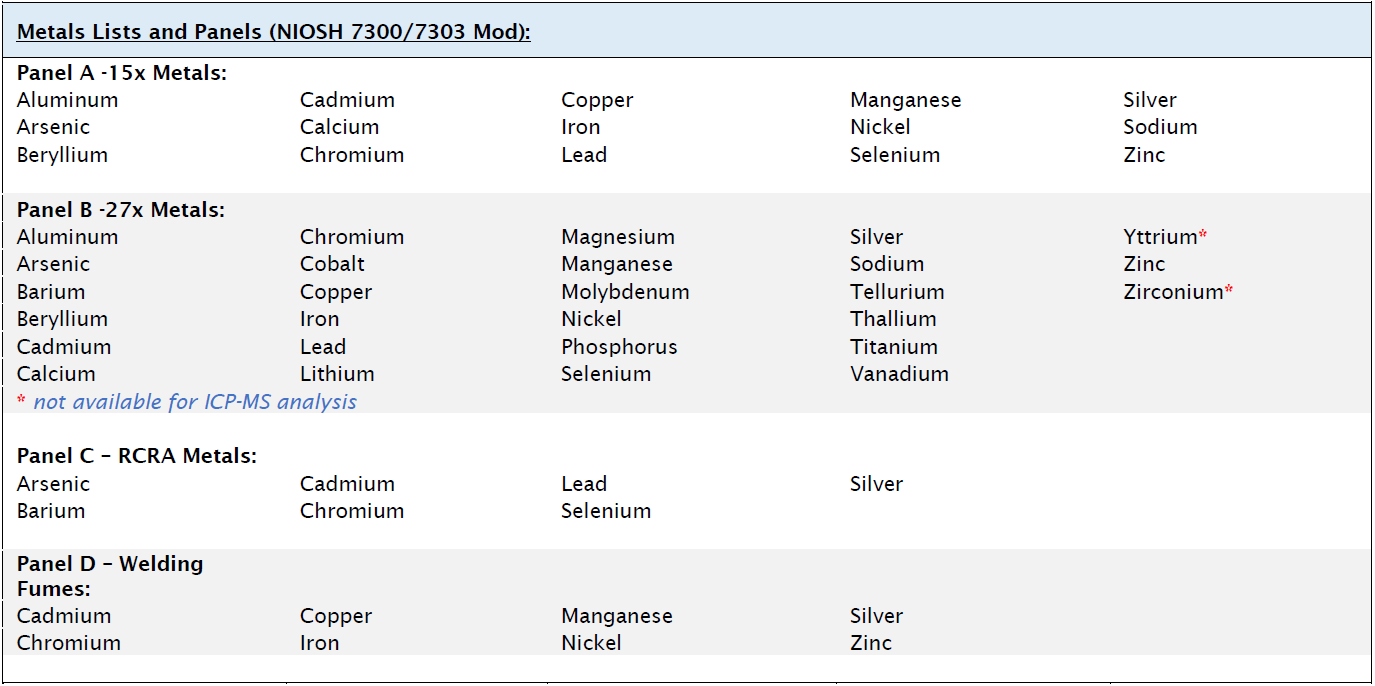 Metals Lists and Panels (NIOSH 7300/7303 Mod):
Panel A -15x Metals:
Aluminum Cadmium Copper Manganese Silver
Arsenic Calcium Iron Nickel Sodium
Beryllium Chromium Lead Selenium Zinc
Panel B -27x Metals:
Aluminum Chromium Magnesium Silver Yttrium*
Arsenic Cobalt Manganese Sodium Zinc
Barium Copper Molybdenum Tellurium Zirconium*
Beryllium Iron Nickel Thallium
Cadmium Lead Phosphorus Titanium
Calcium Lithium Selenium Vanadium
* not available for ICP-MS analysis
Panel C – RCRA Metals:
Arsenic Cadmium Lead Silver
Barium Chromium Selenium
Panel D – Welding
Fumes:
Cadmium Copper Manganese Silver
Chromium Iron Nickel Zinc